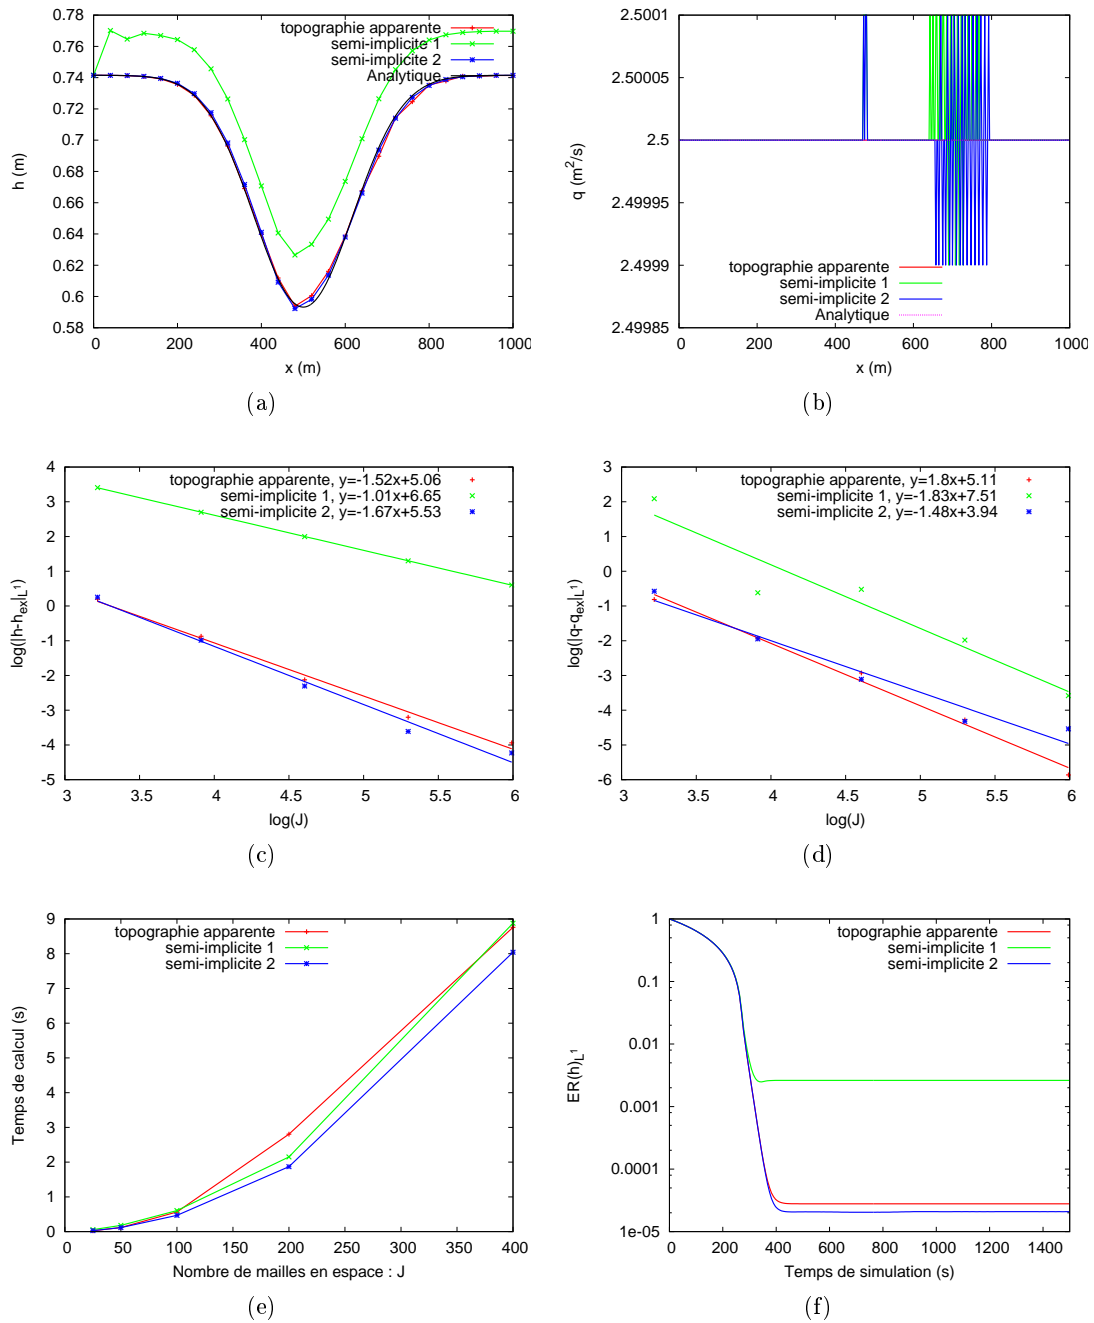 0.78
0.76
0.74
0.72
0.7
0.68
0.66
0.64
0.62
0.6
0.58
h (m)
topographie apparente
semi-implicite 1
semi-implicite 2
Analytique
0 200 400 600 800 1000
x (m)
(a)
2.5001
2.50005
2.5
2.49995
2.4999
2.49985
q (m²/s)
topographie apparente
semi-implicite 1
semi-implicite 2
Analytique
0 200 400 600 800 1000
x (m)
(b)
4
3
2
1
0
-1
-2
-3
-4
-5
log(|h-h_ex|_L¹)
topographie apparente, y=-1.52x+5.06
semi-implicite 1, y=-1.01x+6.65
semi-implicite 2, y=-1.67x+5.53
3 3.5 4 4.5 5 5.5 6
log(J)
(c)
3
2
1
0
-1
-2
-3
-4
-5
-6
log(|q-q_ex|_L¹)
topographie apparente, y=1.8x+5.11
semi-implicite 1, y=-1.83x+7.51
semi-implicite 2, y=-1.48x+3.94
3 3.5 4 4.5 5 5.5 6
log(J)
(d)
9
8
7
6
5
4
3
2
1
0
Temps de calcul (s)
topographie apparente
semi-implicite 1
semi-implicite 2
0 50 100 150 200 250 300 350 400
Nombre de mailles en espace : J
(e)
1
0.1
0.01
0.001
0.0001
1e-05
ER(h)_L¹
topographie apparente
semi-implicite 1
semi-implicite 2
0 200 400 600 800 1000 1200 1400
Temps de simulation (s)
(f)